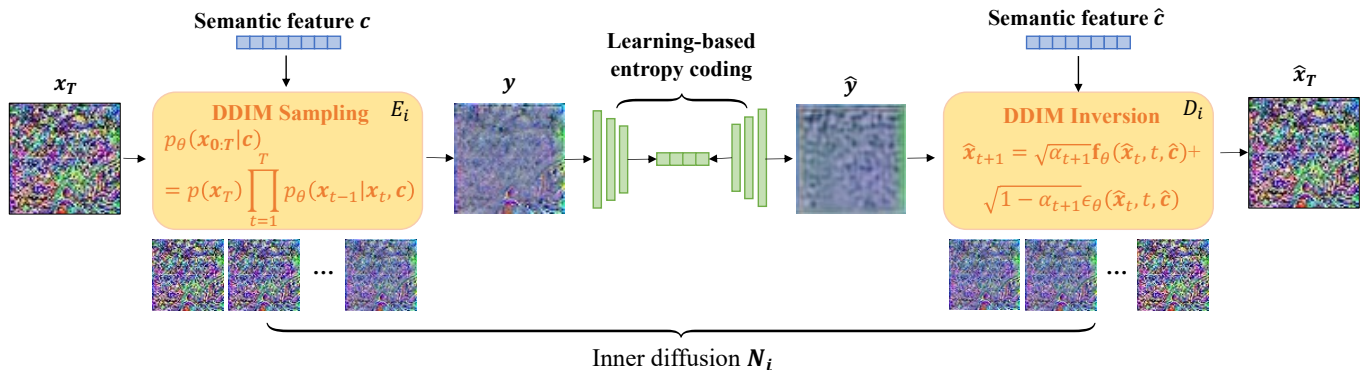 Semantic feature c
Learning-based
entropy coding
Semantic feature ĉ
x_T
DDIM Sampling
E_i
p_θ(x_{0:T}|c)
= p(x_T) ∏_{t=1}^{T} p_θ(x_{t−1}|x_t, c)
y
ŷ
DDIM Inversion
D_i
x̂_{t+1} = √α_{t+1} f_θ(x̂_t, t, ĉ)+
√1 − α_{t+1} ϵ_θ(x̂_t, t, ĉ)
x̂_T
...
...
Inner diffusion N_i